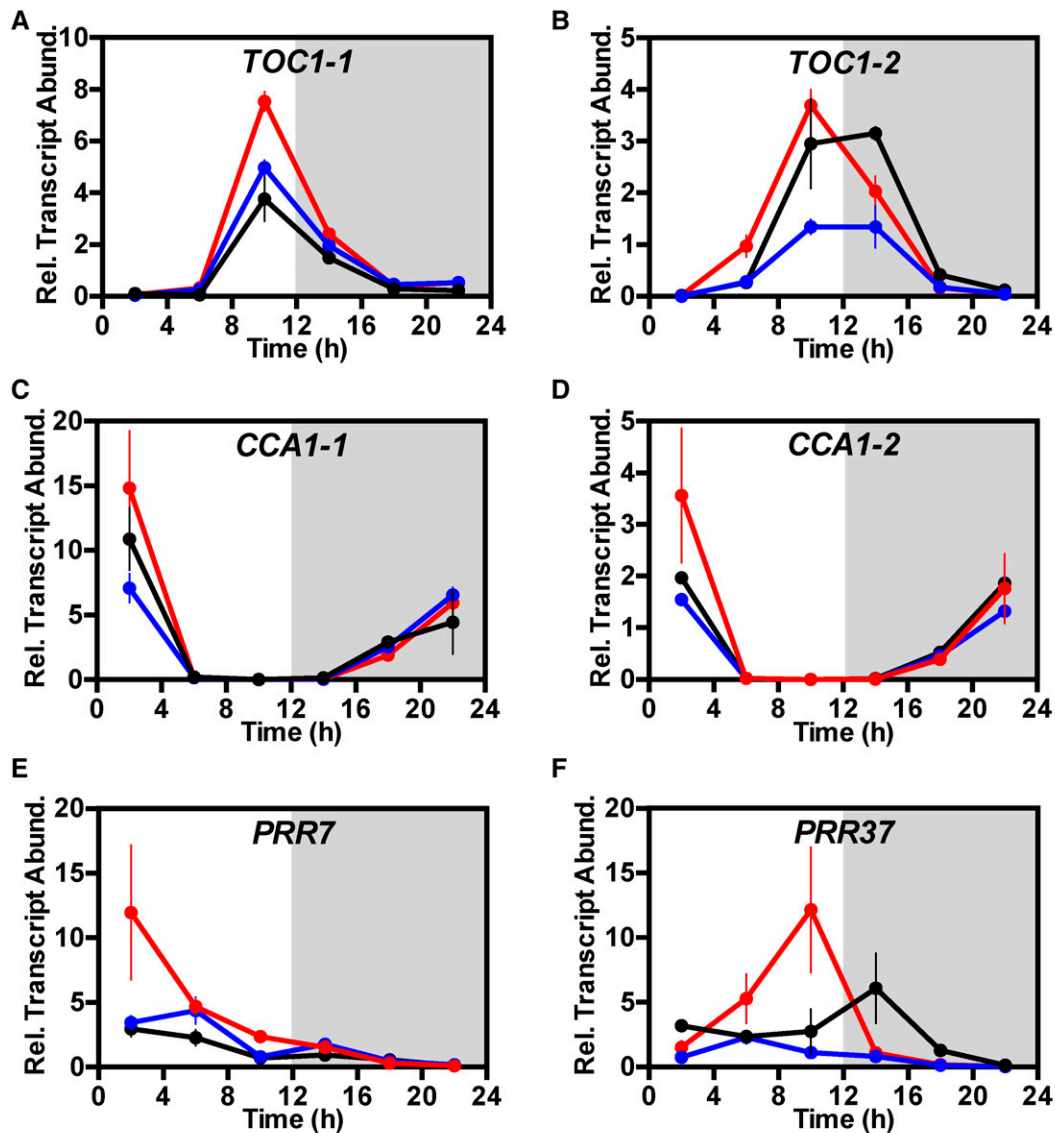 A
TOC1-1
Rel. Transcript Abund.
10
8
6
4
2
0
0 4 8 12 16 20 24
Time (h)
B
TOC1-2
Rel. Transcript Abund.
5
4
3
2
1
0
0 4 8 12 16 20 24
Time (h)
C
CCA1-1
Rel. Transcript Abund.
20
15
10
5
0
0 4 8 12 16 20 24
Time (h)
D
CCA1-2
Rel. Transcript Abund.
5
4
3
2
1
0
0 4 8 12 16 20 24
Time (h)
E
PRR7
Rel. Transcript Abund.
20
15
10
5
0
0 4 8 12 16 20 24
Time (h)
F
PRR37
Rel. Transcript Abund.
20
15
10
5
0
0 4 8 12 16 20 24
Time (h)